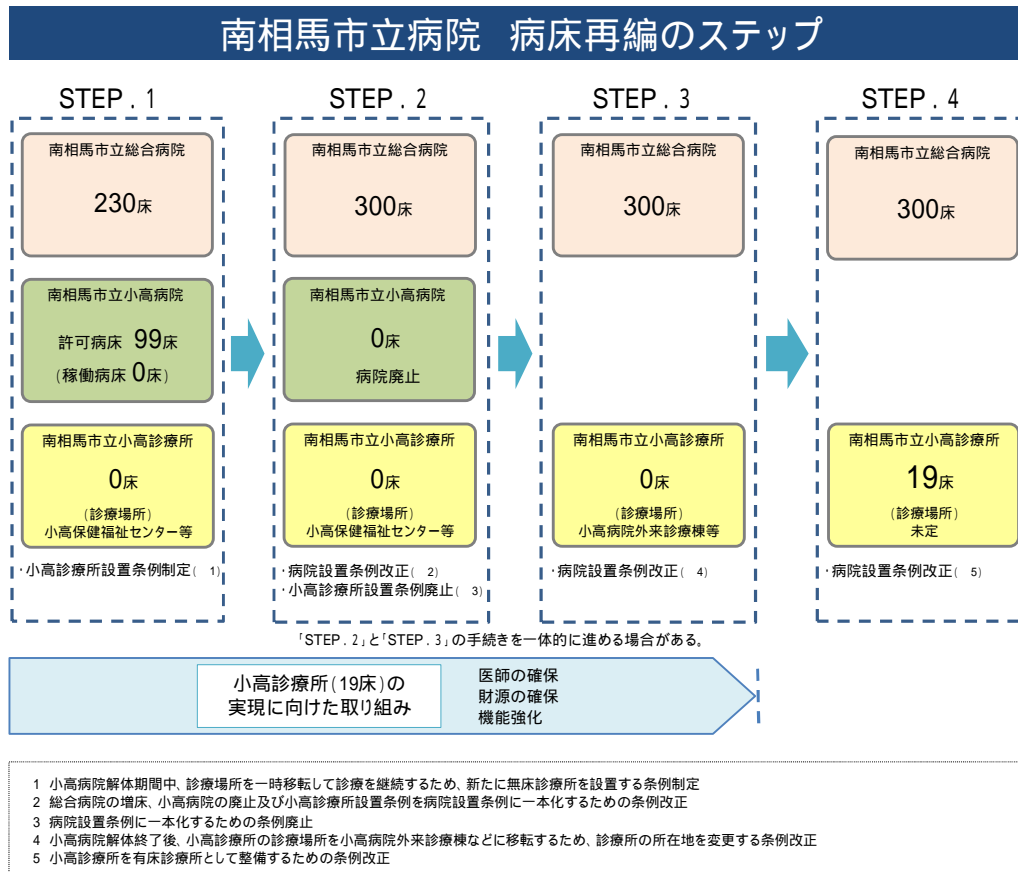 南相馬市立病院 病床再編のステップ
STEP.1
南相馬市立総合病院
230床
南相馬市立小高病院
許可病床 99床
(稼働病床 0床)
南相馬市立小高診療所
0床
(診療場所)
小高保健福祉センター等
・小高診療所設置条例制定( 1)
STEP.2
南相馬市立総合病院
300床
南相馬市立小高病院
0床
病院廃止
南相馬市立小高診療所
0床
(診療場所)
小高保健福祉センター等
・病院設置条例改正( 2)
・小高診療所設置条例廃止( 3)
STEP.3
南相馬市立総合病院
300床
南相馬市立小高診療所
0床
(診療場所)
小高病院外来診療棟等
・病院設置条例改正( 4)
STEP.4
南相馬市立総合病院
300床
南相馬市立小高診療所
19床
(診療場所)
未定
・病院設置条例改正( 5)
「STEP.2」と「STEP.3」の手続きを一体的に進める場合がある。
小高診療所(19床)の
実現に向けた取り組み
医師の確保
財源の確保
機能強化
1 小高病院解体期間中、診療場所を一時移転して診療を継続するため、新たに無床診療所を設置する条例制定
2 総合病院の増床、小高病院の廃止及び小高診療所設置条例を病院設置条例に一本化するための条例改正
3 病院設置条例に一本化するための条例廃止
4 小高病院解体終了後、小高診療所の診療場所を小高病院外来診療棟などに移転するため、診療所の所在地を変更する条例改正
5 小高診療所を有床診療所として整備するための条例改正